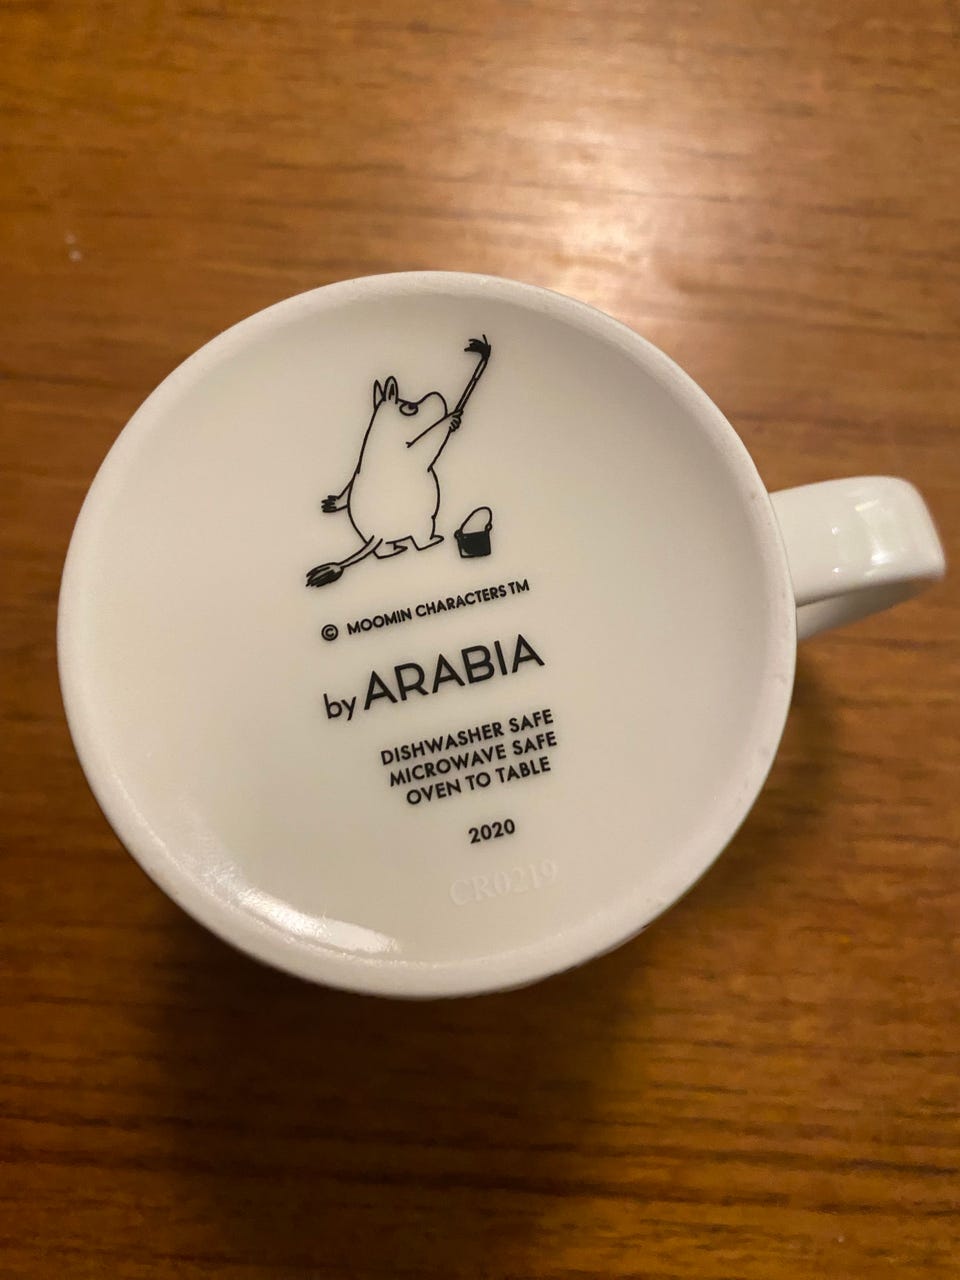 © MOOMIN CHARACTERS TM
by ARABIA
DISHWASHER SAFE
MICROWAVE SAFE
OVEN TO TABLE
2020
CR0219